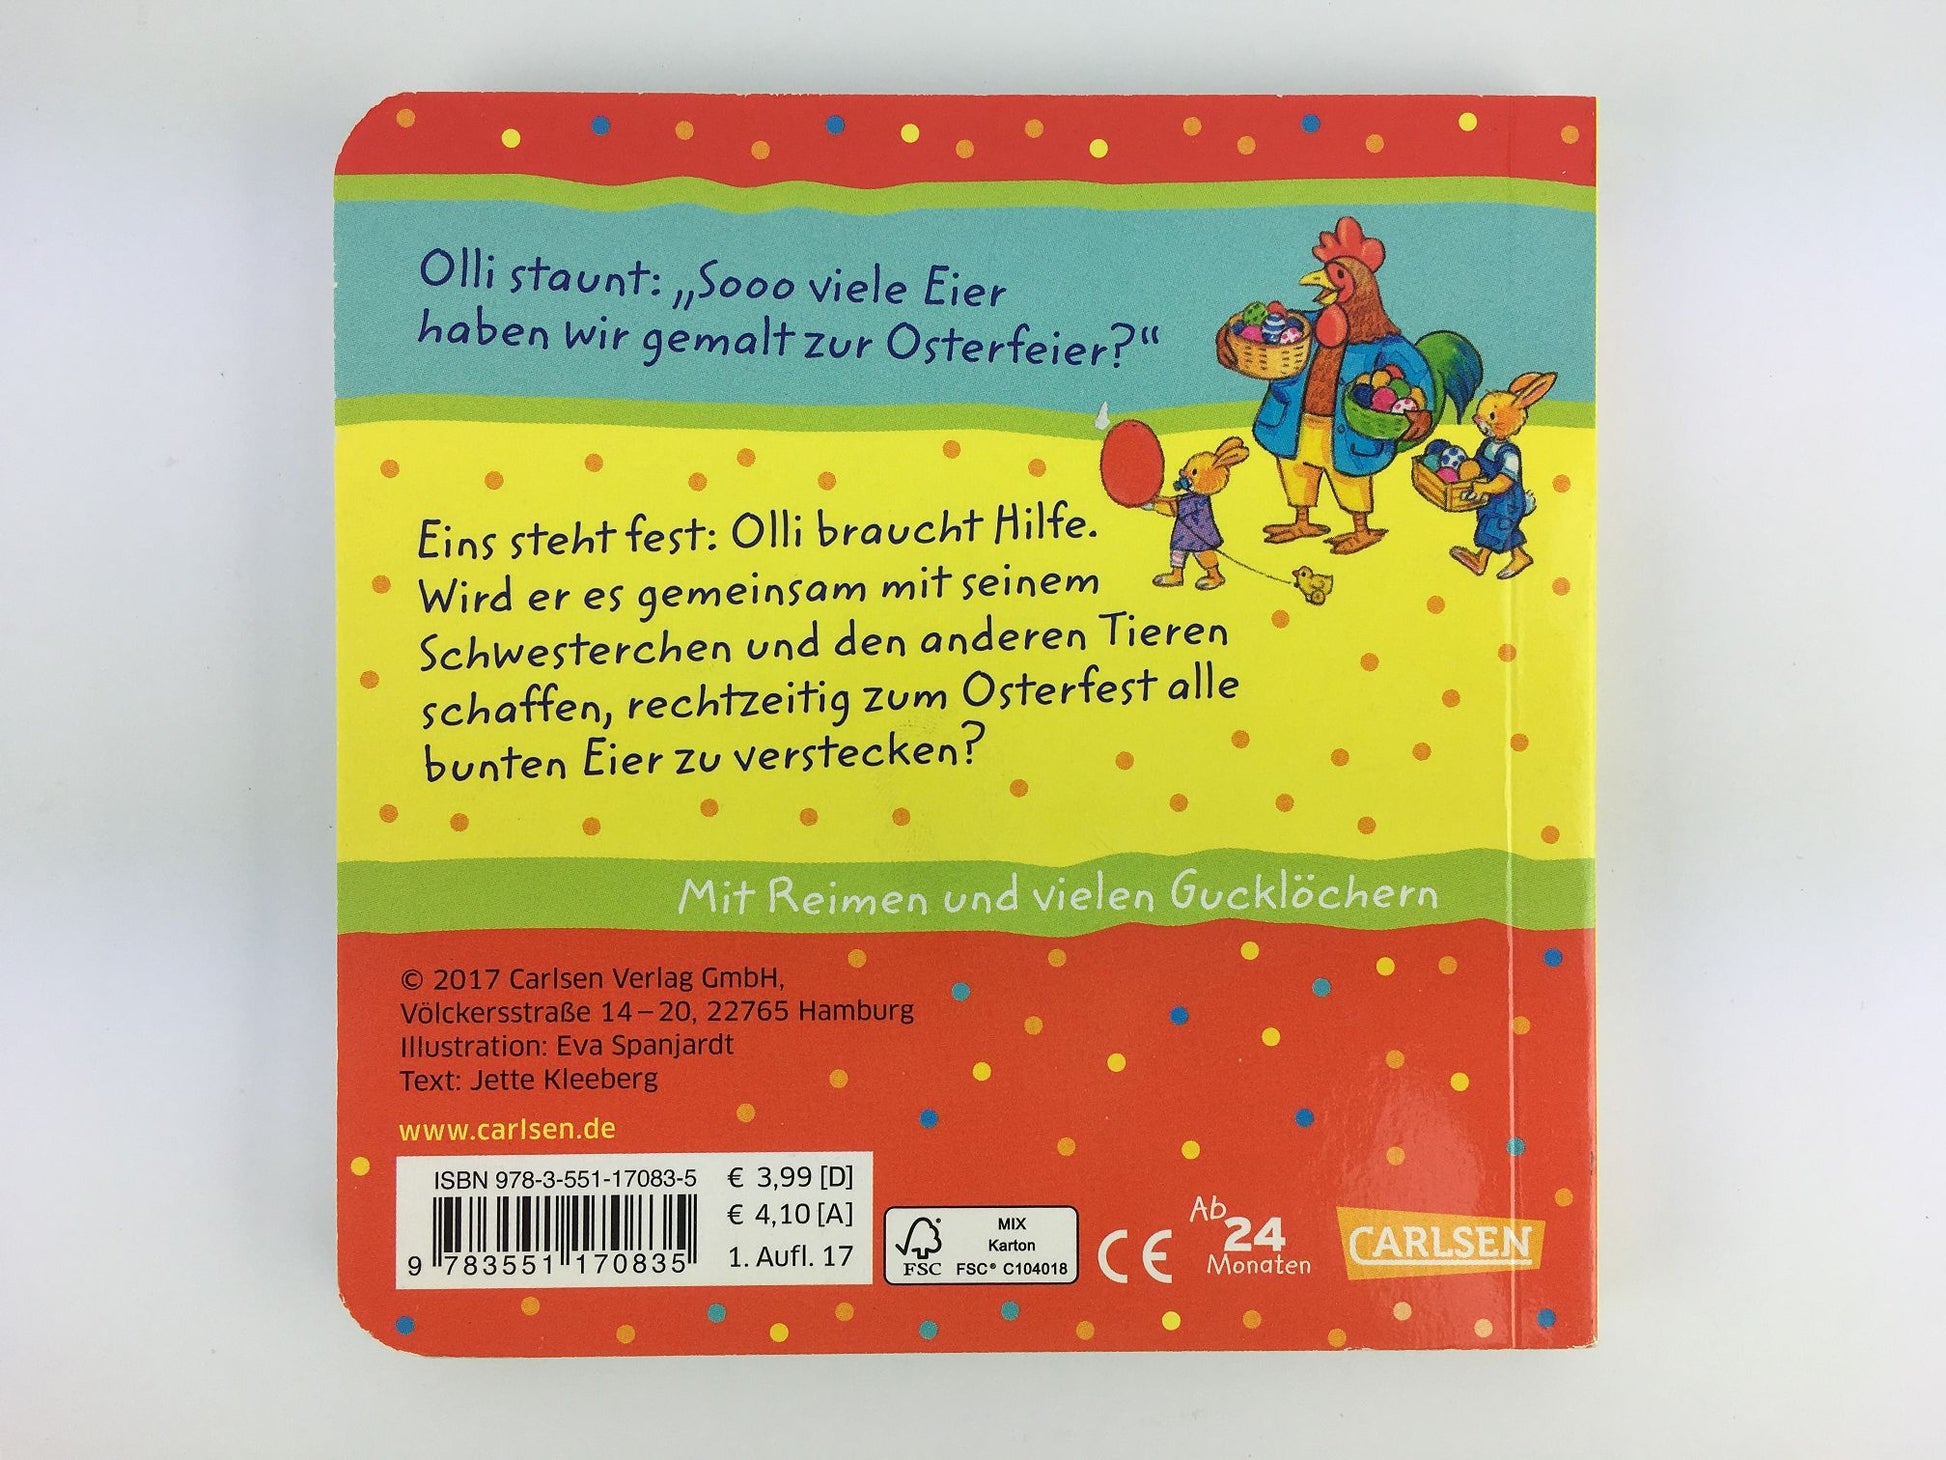 Olli staunt: „Sooo viele Eier
haben wir gemalt zur Osterfeier?“
Eins steht fest: Olli braucht Hilfe.
Wird er es gemeinsam mit seinem
Schwesterchen und den anderen Tieren
schaffen, rechtzeitig zum Osterfest alle
bunten Eier zu verstecken?
Mit Reimen und vielen Gucklöchern
© 2017 Carlsen Verlag GmbH,
Völckersstraße 14–20, 22765 Hamburg
Illustration: Eva Spanjardt
Text: Jette Kleeberg
www.carlsen.de
ISBN 978-3-551-17083-5
9 783551 170835
€ 3,99 [D]
€ 4,10 [A]
1. Aufl. 17
FSC
MIX
Karton
FSC® C104018
CE
Ab
24
Monaten
CARLSEN